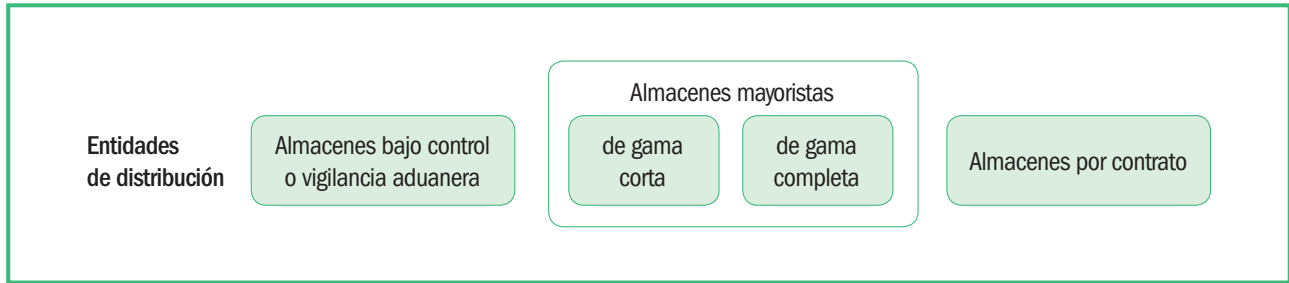 Entidades
de distribución
Almacenes bajo control
o vigilancia aduanera
Almacenes mayoristas
de gama
corta
de gama
completa
Almacenes por contrato